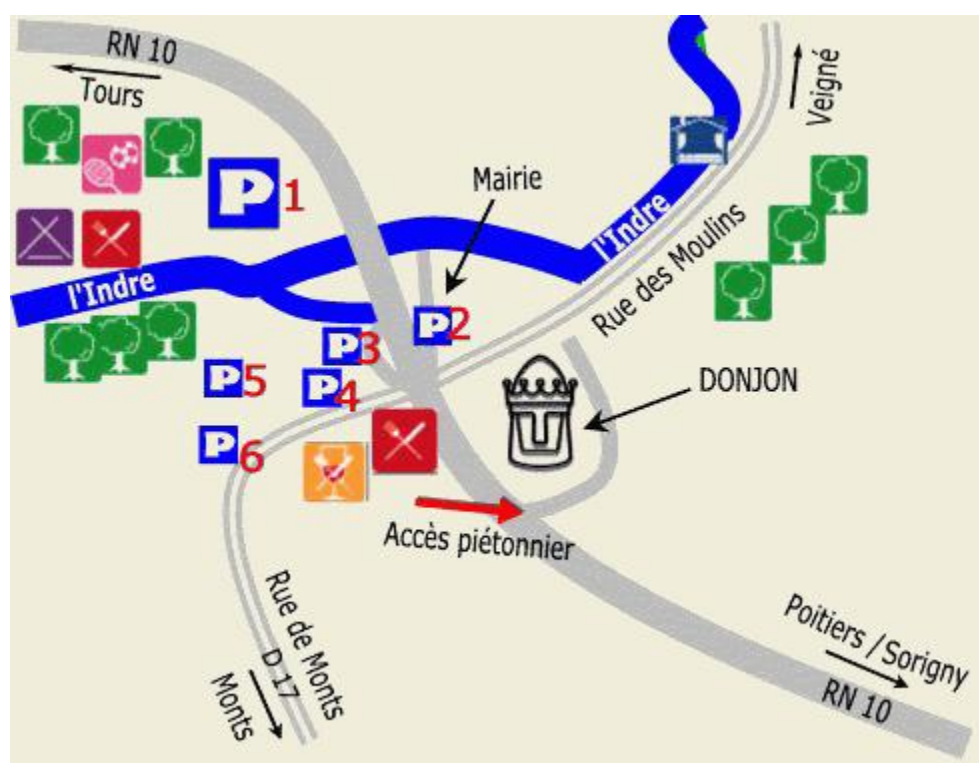 RN 10
Tours
Veigné
P 1
Mairie
l'Indre
Rue des Moulins
l'Indre
P 2
P 3
DONJON
P 5
P 4
P 6
Accès piétonnier
Rue de Monts
D 17
Monts
Poitiers / Sorigny
RN 10